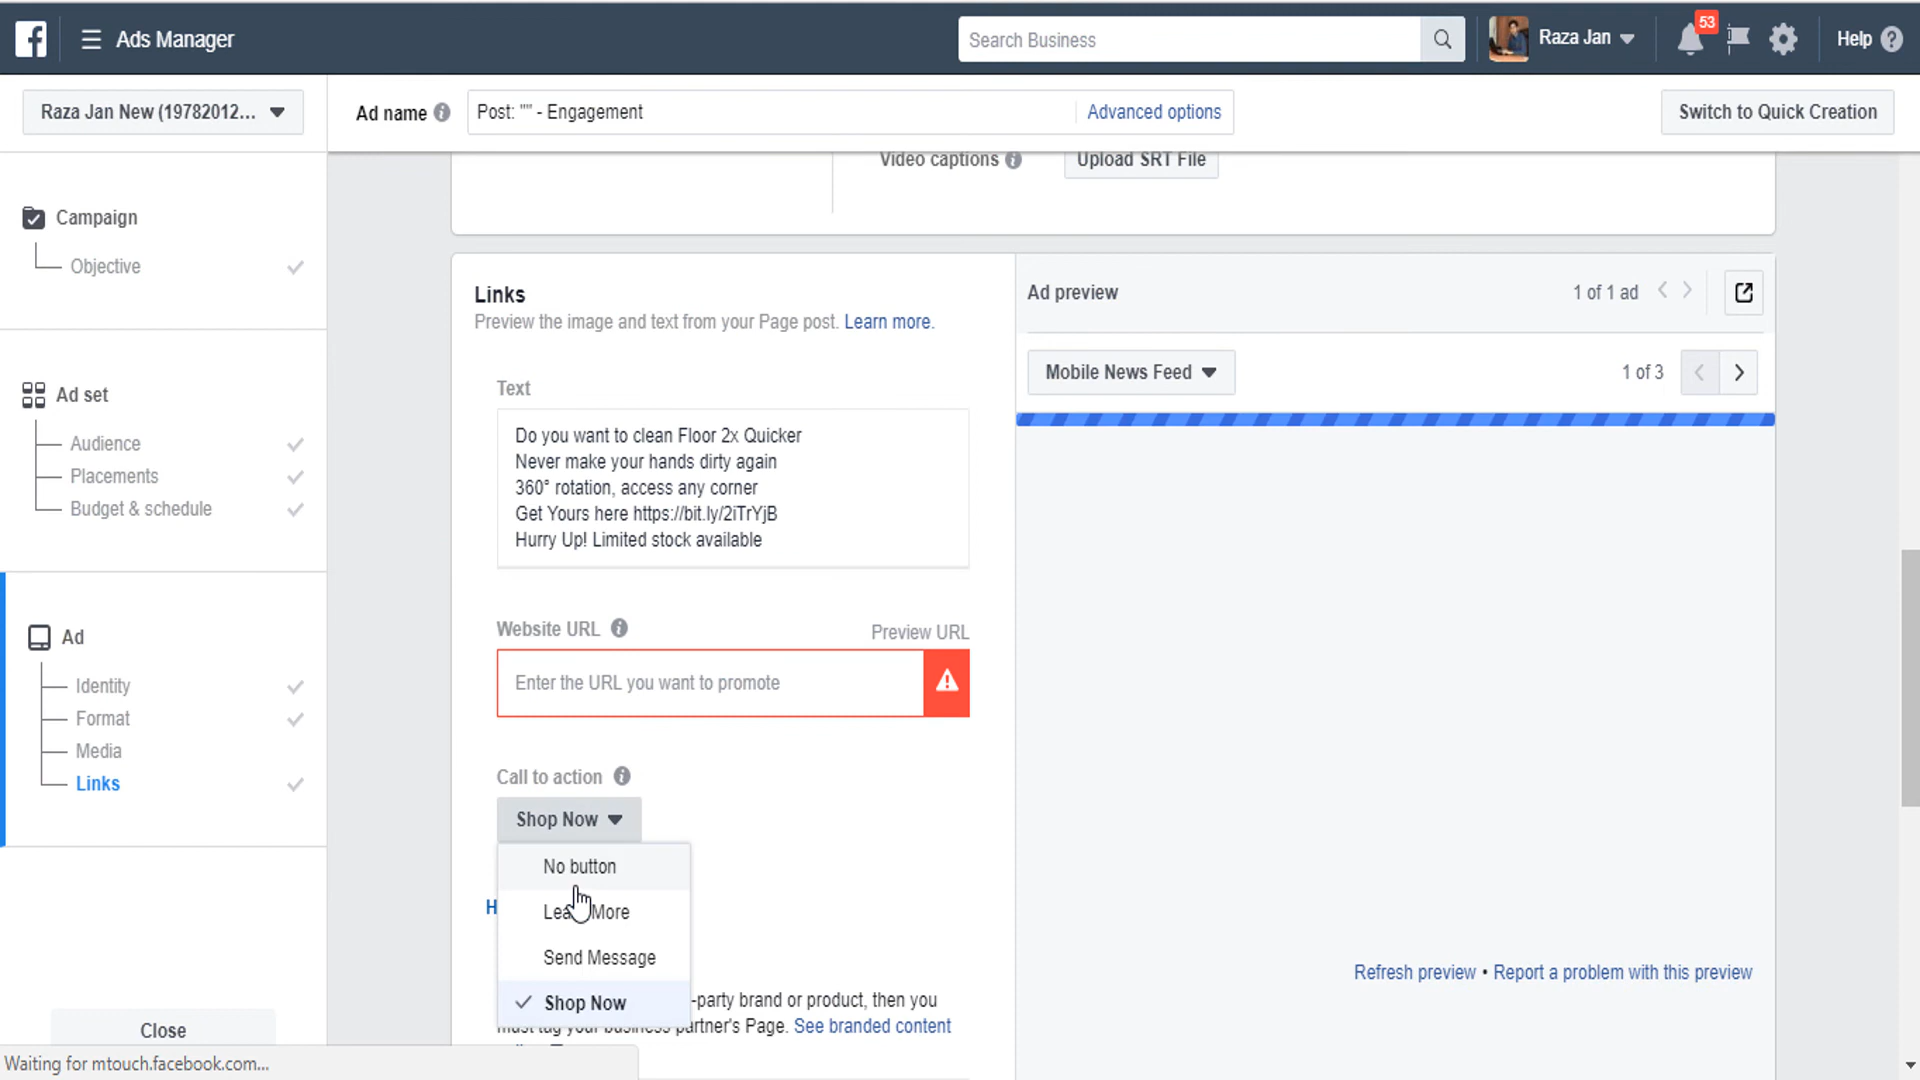 Ads Manager
Search Business
Raza Jan
53
Help
Raza Jan New (19782012...
Ad name
Post: "" - Engagement
Advanced options
Switch to Quick Creation
Video captions
Upload SRT File
Campaign
Objective
Ad set
Audience
Placements
Budget & schedule
Ad
Identity
Format
Media
Links
Close
Waiting for mtouch.facebook.com...
Links
Preview the image and text from your Page post. Learn more.
Text
Do you want to clean Floor 2x Quicker
Never make your hands dirty again
360° rotation, access any corner
Get Yours here https://bit.ly/2iTrYjB
Hurry Up! Limited stock available
Website URL
Preview URL
Enter the URL you want to promote
Call to action
Shop Now
No button
H
More
Send Message
Shop Now
-party brand or product, then you
your business partner's Page. See branded content
Ad preview
1 of 1 ad
Mobile News Feed
1 of 3
Refresh preview • Report a problem with this preview